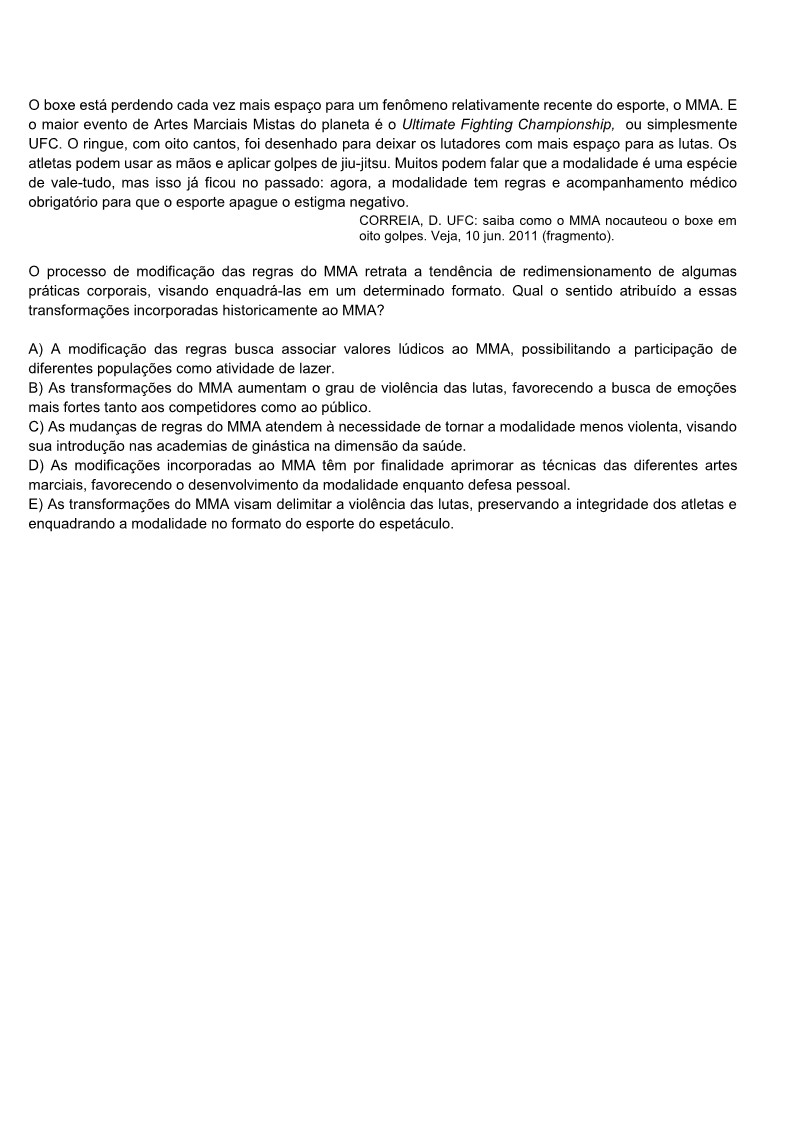 O boxe está perdendo cada vez mais espaço para um fenômeno relativamente recente do esporte, o MMA. E
o maior evento de Artes Marciais Mistas do planeta é o Ultimate Fighting Championship, ou simplesmente
UFC. O ringue, com oito cantos, foi desenhado para deixar os lutadores com mais espaço para as lutas. Os
atletas podem usar as mãos e aplicar golpes de jiu-jitsu. Muitos podem falar que a modalidade é uma espécie
de vale-tudo, mas isso já ficou no passado: agora, a modalidade tem regras e acompanhamento médico
obrigatório para que o esporte apague o estigma negativo.
CORREIA, D. UFC: saiba como o MMA nocauteou o boxe em
oito golpes. Veja, 10 jun. 2011 (fragmento).
O processo de modificação das regras do MMA retrata a tendência de redimensionamento de algumas
práticas corporais, visando enquadrá-las em um determinado formato. Qual o sentido atribuído a essas
transformações incorporadas historicamente ao MMA?
A) A modificação das regras busca associar valores lúdicos ao MMA, possibilitando a participação de
diferentes populações como atividade de lazer.
B) As transformações do MMA aumentam o grau de violência das lutas, favorecendo a busca de emoções
mais fortes tanto aos competidores como ao público.
C) As mudanças de regras do MMA atendem à necessidade de tornar a modalidade menos violenta, visando
sua introdução nas academias de ginástica na dimensão da saúde.
D) As modificações incorporadas ao MMA têm por finalidade aprimorar as técnicas das diferentes artes
marciais, favorecendo o desenvolvimento da modalidade enquanto defesa pessoal.
E) As transformações do MMA visam delimitar a violência das lutas, preservando a integridade dos atletas e
enquadrando a modalidade no formato do esporte do espetáculo.